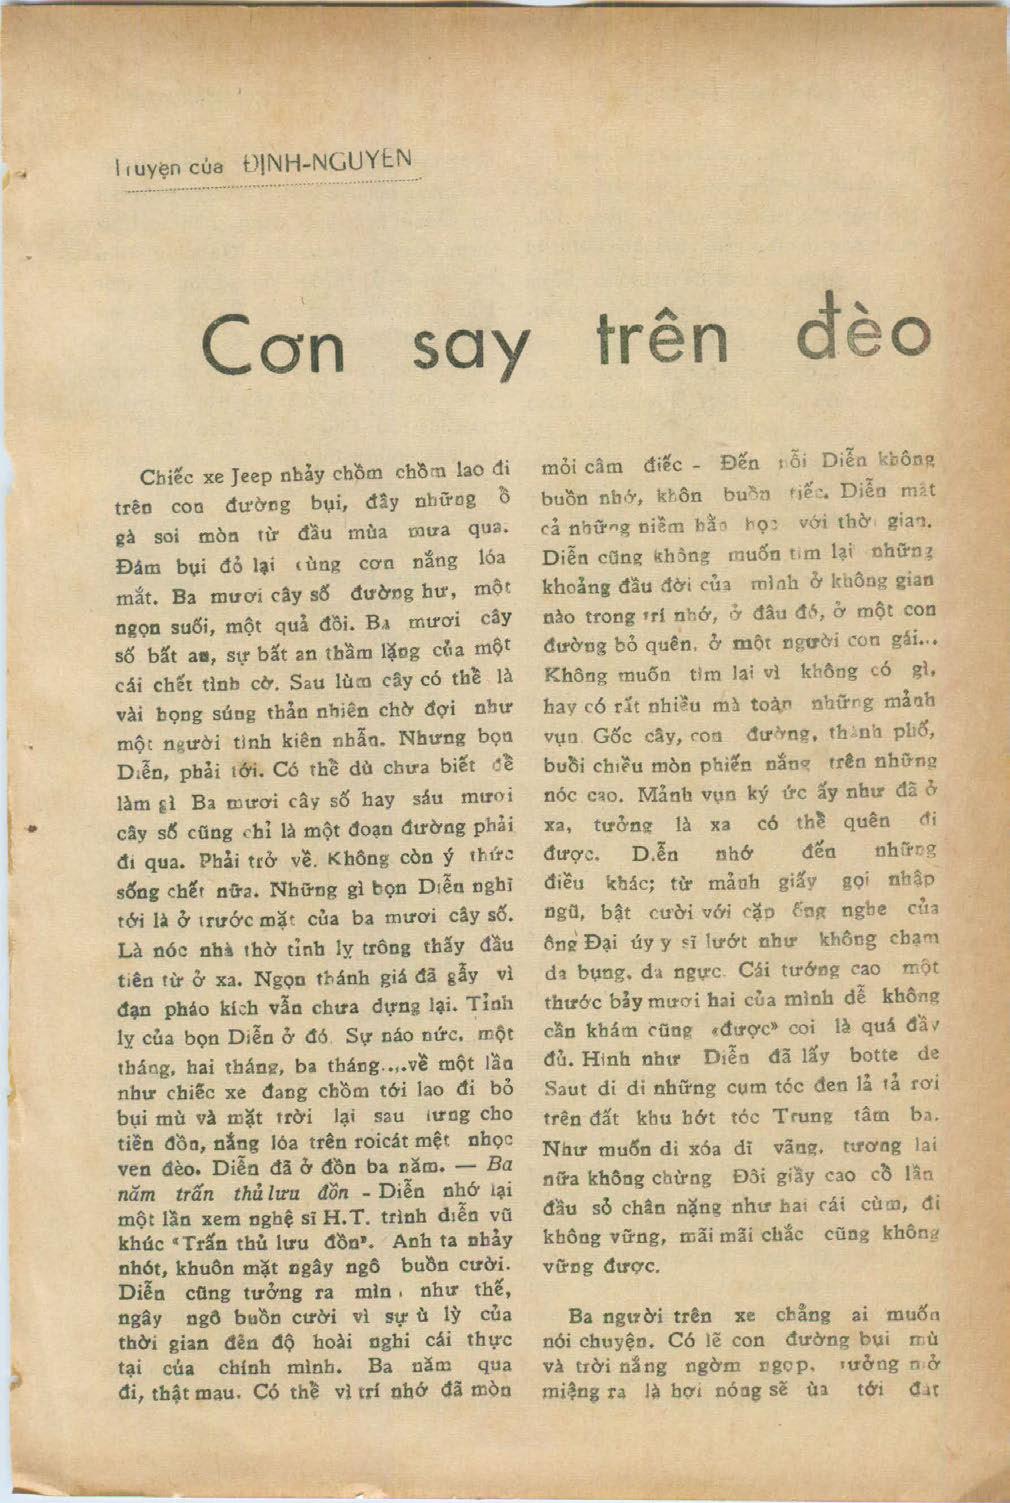 Truyện của ĐỊNH-NGUYÊN
Cơn say trên đèo
Chiếc xe Jeep nhảy chồm chồm lao đi
trên con đường bụi, đầy những ồ
gà soi mòn từ đầu mùa mưa qua.
Đám bụi đỏ lại cùng cơn nắng lóa
mắt. Ba mươi cây số đường hư, một
ngọn suối, một quả đồi. Ba mươi cây
số bất an, sự bất an thầm lặng của một
cái chết tình cờ. Sau lùm cây có thề là
vài họng súng thản nhiên chờ đợi như
một người tình kiên nhẫn. Nhưng bọn
Diễn, phải tới. Có thề dù chưa biết đề
làm gì Ba mươi cây số hay sáu mươi
cây số cũng chỉ là một đoạn đường phải
đi qua. Phải trở về. Không còn ý thức
sống chết nữa. Những gì bọn Diễn nghĩ
tới là ở trước mặt của ba mươi cây số.
Là nóc nhà thờ tỉnh lỵ trông thấy đầu
tiên từ ở xa. Ngọn thánh giá đã gẫy vì
đạn pháo kích vẫn chưa dựng lại. Tỉnh
lỵ của bọn Diễn ở đó. Sự náo nức, một
tháng, hai tháng, ba tháng....về một lần
như chiếc xe đang chồm tới lao đi bỏ
bụi mù và mặt trời lại sau lưng cho
tiền đồn, nắng lóa trên roicát mệt nhọc
ven đèo. Diễn đã ở đồn ba năm. — Ba
năm trấn thủ lưu đồn - Diễn nhớ lại
một lần xem nghệ sĩ H.T. trình diễn vũ
khúc "Trấn thủ lưu đồn". Anh ta nhảy
nhót, khuôn mặt ngây ngô buồn cười.
Diễn cũng tưởng ra mìn, như thế,
ngây ngô buồn cười vì sự ù lỳ của
thời gian đến độ hoài nghi cái thực
tại của chính mình. Ba năm qua
đi, thật mau. Có thề vì trí nhớ đã mòn
mỏi câm điếc - Đến nỗi Diễn không
buồn nhớ, khôn buồn tiếc. Diễn mất
cả những niềm hằn học với thời gian.
Diễn cũng không muốn tìm lại những
khoảng đầu đời của mình ở không gian
nào trong trí nhớ, ở đâu đó, ở một con
đường bỏ quên, ở một người con gái...
Không muốn tìm lại vì không có gì,
hay có rất nhiều mà toàn những mảnh
vụn. Gốc cây, con đường, thành phố,
buồi chiều mòn phiến nắng trên những
nóc cao. Mảnh vụn ký ức ấy như đã ở
xa, tưởng là xa có thề quên đi
được. Diễn nhớ đến những
điều khác; từ mảnh giấy gọi nhập
ngũ, bật cười với cặp ống nghe của
ông Đại úy y sĩ lướt như không chạm
da bụng, da ngực. Cái tướng cao một
thước bảy mươi hai của mình dễ không
cần khám cũng «được» coi là quá đầy
đủ. Hình như Diễn đã lấy botte de
Saut di di những cụm tóc đen lả tả rơi
trên đất khu hớt tóc Trung tâm ba.
Như muốn di xóa dĩ vãng, tương lai
nữa không chừng Đôi giầy cao cồ lần
đầu sỏ chân nặng như hai cái cùm, đi
không vững, mãi mãi chắc cũng không
vững được.
Ba người trên xe chẳng ai muốn
nói chuyện. Có lẽ con đường bụi mù
và trời nắng ngờm ngợp, tưởng mở
miệng ra là hơi nóng sẽ ùa tới đat